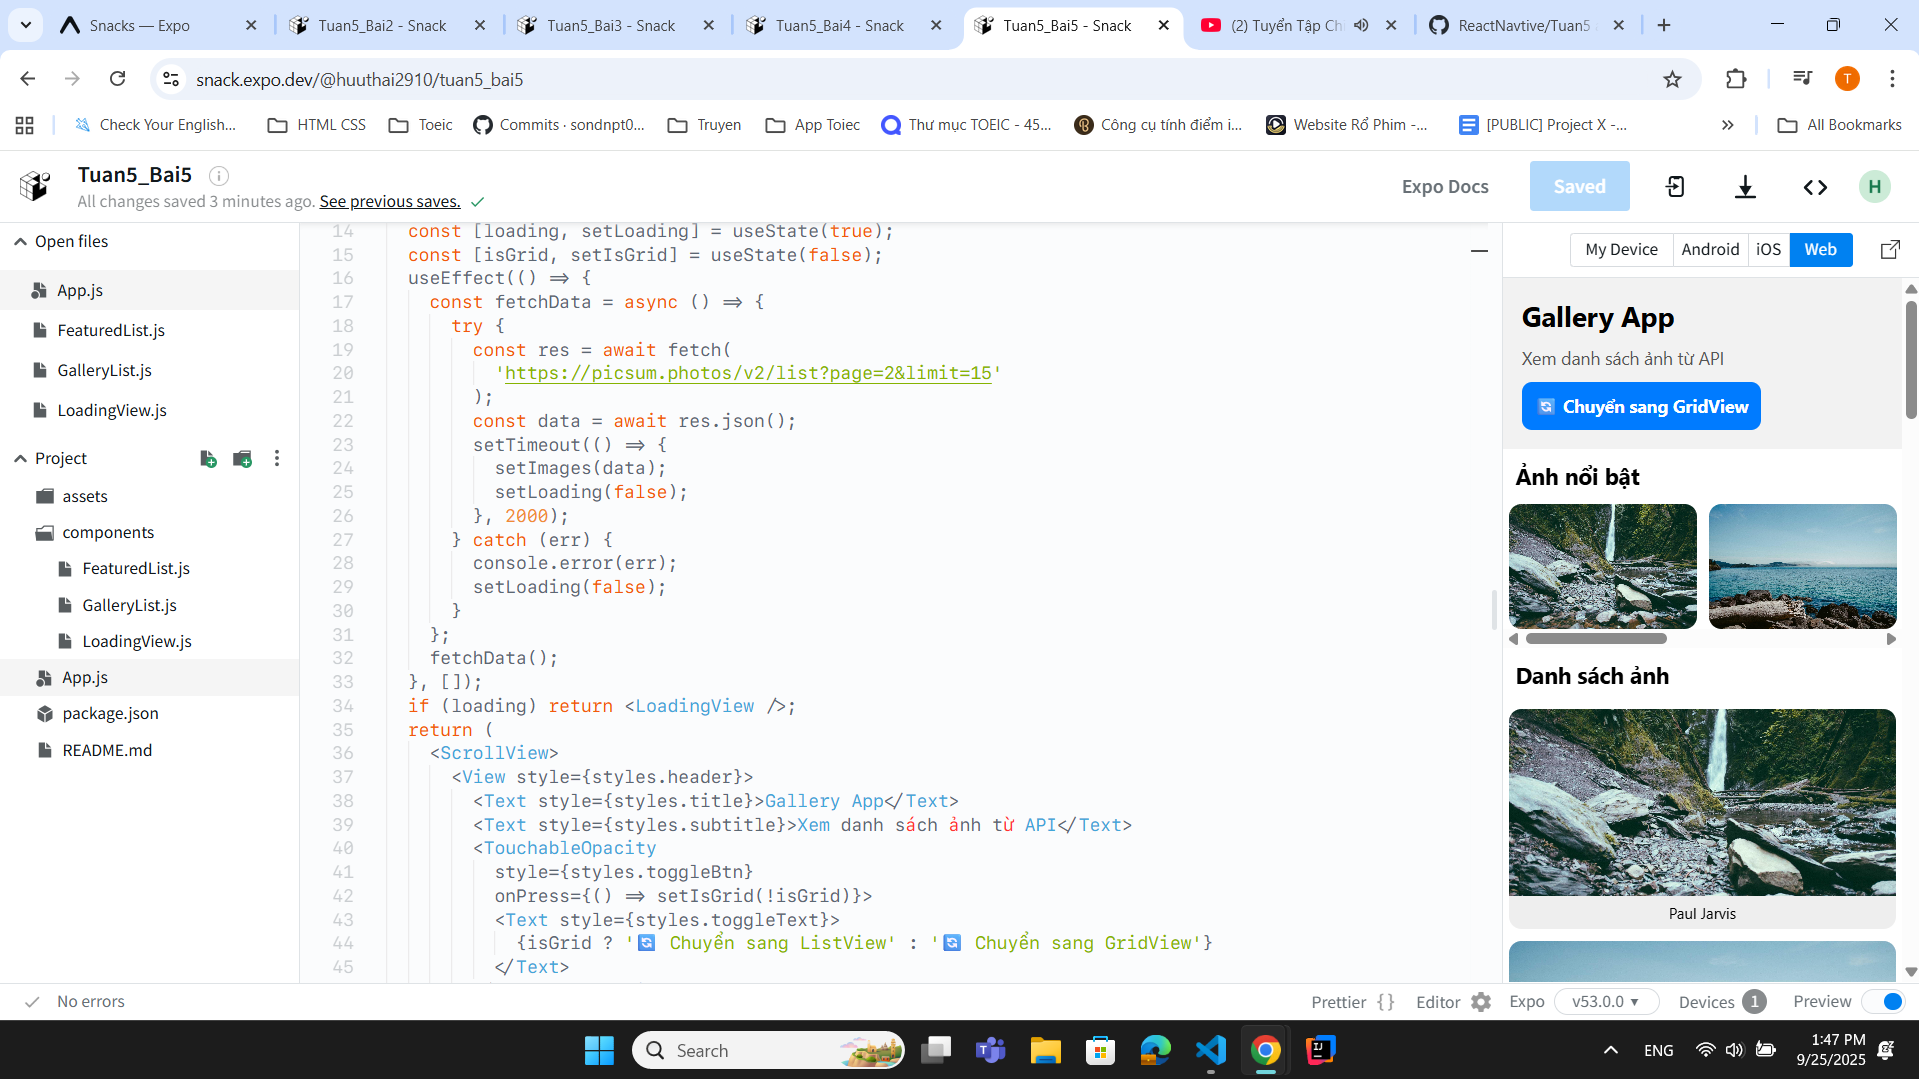 Snacks — Expo
Tuan5_Bai2 - Snack
Tuan5_Bai3 - Snack
Tuan5_Bai4 - Snack
Tuan5_Bai5 - Snack
(2) Tuyển Tập Ch
ReactNavtive/Tuan5
snack.expo.dev/@huuthai2910/tuan5_bai5
T
Check Your English...
HTML CSS
Toeic
Commits · sondnpt0...
Truyen
App Toiec
Thư mục TOEIC - 45...
Công cụ tính điểm i...
Website Rổ Phim -...
[PUBLIC] Project X -...
All Bookmarks
Tuan5_Bai5
All changes saved 3 minutes ago. See previous saves.
Expo Docs
Saved
H
Open files
App.js
FeaturedList.js
GalleryList.js
LoadingView.js
Project
assets
components
FeaturedList.js
GalleryList.js
LoadingView.js
App.js
package.json
README.md
14 const [loading, setLoading] = useState(true);
15 const [isGrid, setIsGrid] = useState(false);
16 useEffect(() => {
17 const fetchData = async () => {
18 try {
19 const res = await fetch(
20 'https://picsum.photos/v2/list?page=2&limit=15'
21 );
22 const data = await res.json();
23 setTimeout(() => {
24 setImages(data);
25 setLoading(false);
26 }, 2000);
27 } catch (err) {
28 console.error(err);
29 setLoading(false);
30 }
31 };
32 fetchData();
33 }, []);
34 if (loading) return <LoadingView />;
35 return (
36 <ScrollView>
37 <View style={styles.header}>
38 <Text style={styles.title}>Gallery App</Text>
39 <Text style={styles.subtitle}>Xem danh sách ảnh từ API</Text>
40 <TouchableOpacity
41 style={styles.toggleBtn}
42 onPress={() => setIsGrid(!isGrid)}>
43 <Text style={styles.toggleText}>
44 {isGrid ? '🔄 Chuyển sang ListView' : '🔄 Chuyển sang GridView'}
45 </Text>
My Device
Android
iOS
Web
Gallery App
Xem danh sách ảnh từ API
🔄 Chuyển sang GridView
Ảnh nổi bật
Danh sách ảnh
Paul Jarvis
No errors
Prettier { }
Editor
Expo
v53.0.0
Devices 1
Preview
Search
ENG
1:47 PM
9/25/2025